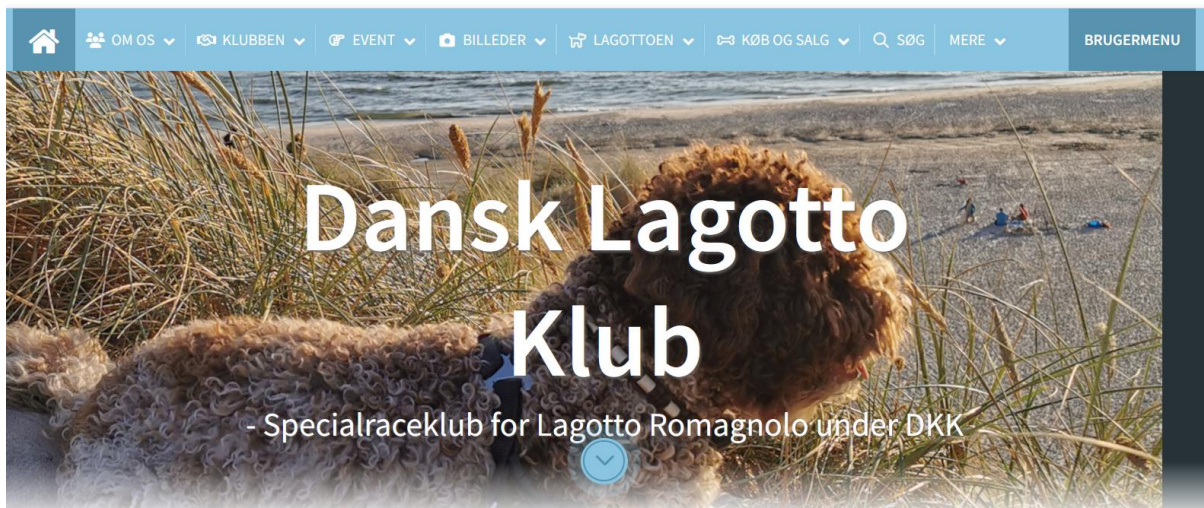 OM OS
KLUBBEN
EVENT
BILLEDER
LAGOTTOEN
KØB OG SALG
SØG
MERE
BRUGERMENU
Dansk Lagotto
Klub
- Specialraceklub for Lagotto Romagnolo under DKK